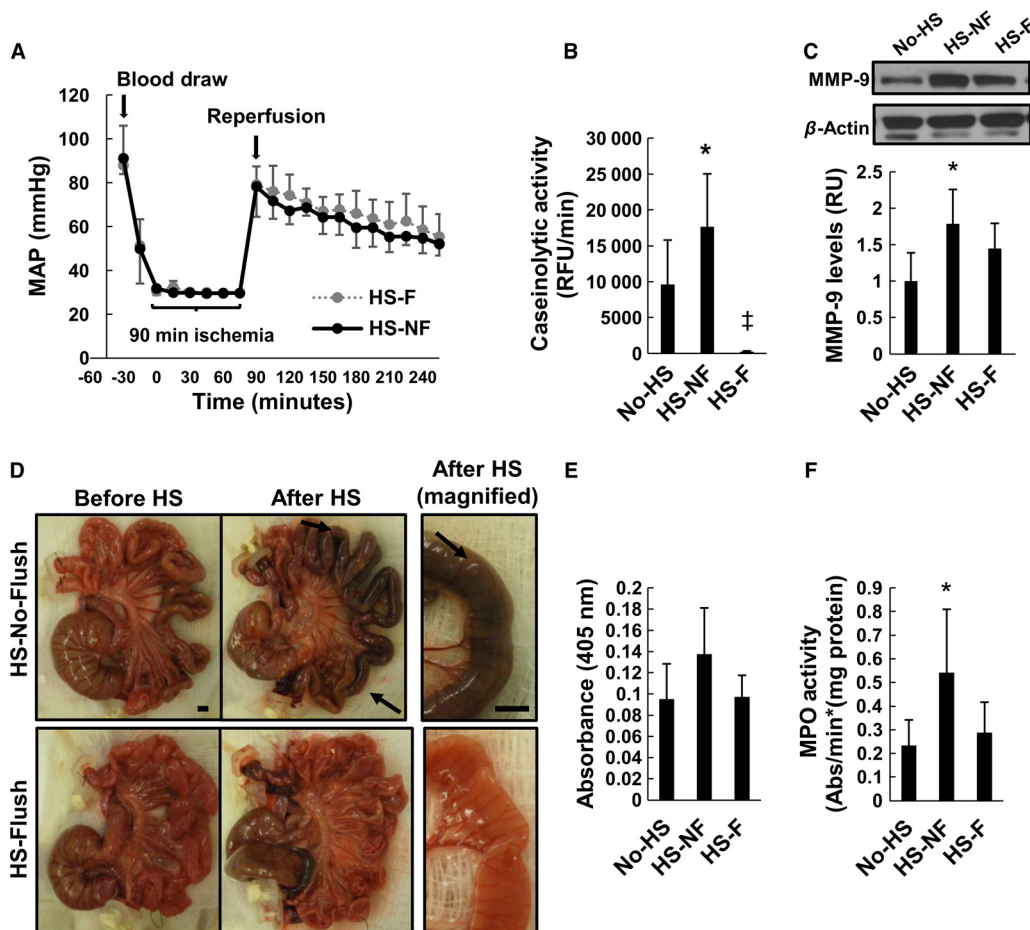 A
Blood draw
Reperfusion
MAP (mmHg)
120
100
80
60
40
20
0
HS-F
HS-NF
90 min ischemia
-60 -30 0 30 60 90 120 150 180 210 240
Time (minutes)
B
Caseinolytic activity
(RFU/min)
30 000
25 000
20 000
15 000
10 000
5000
0
*
‡
No-HS HS-NF HS-F
C
No-HS HS-NF HS-F
MMP-9
β-Actin
MMP-9 levels (RU)
2.5
2
1.5
1
0.5
0
*
No-HS HS-NF HS-F
D
Before HS
After HS
After HS
(magnified)
HS-No-Flush
HS-Flush
E
Absorbance (405 nm)
0.2
0.18
0.16
0.14
0.12
0.1
0.08
0.06
0.04
0.02
0
No-HS HS-NF HS-F
F
MPO activity
(Abs/min*(mg protein)
0.9
0.8
0.7
0.6
0.5
0.4
0.3
0.2
0.1
0
*
No-HS HS-NF HS-F